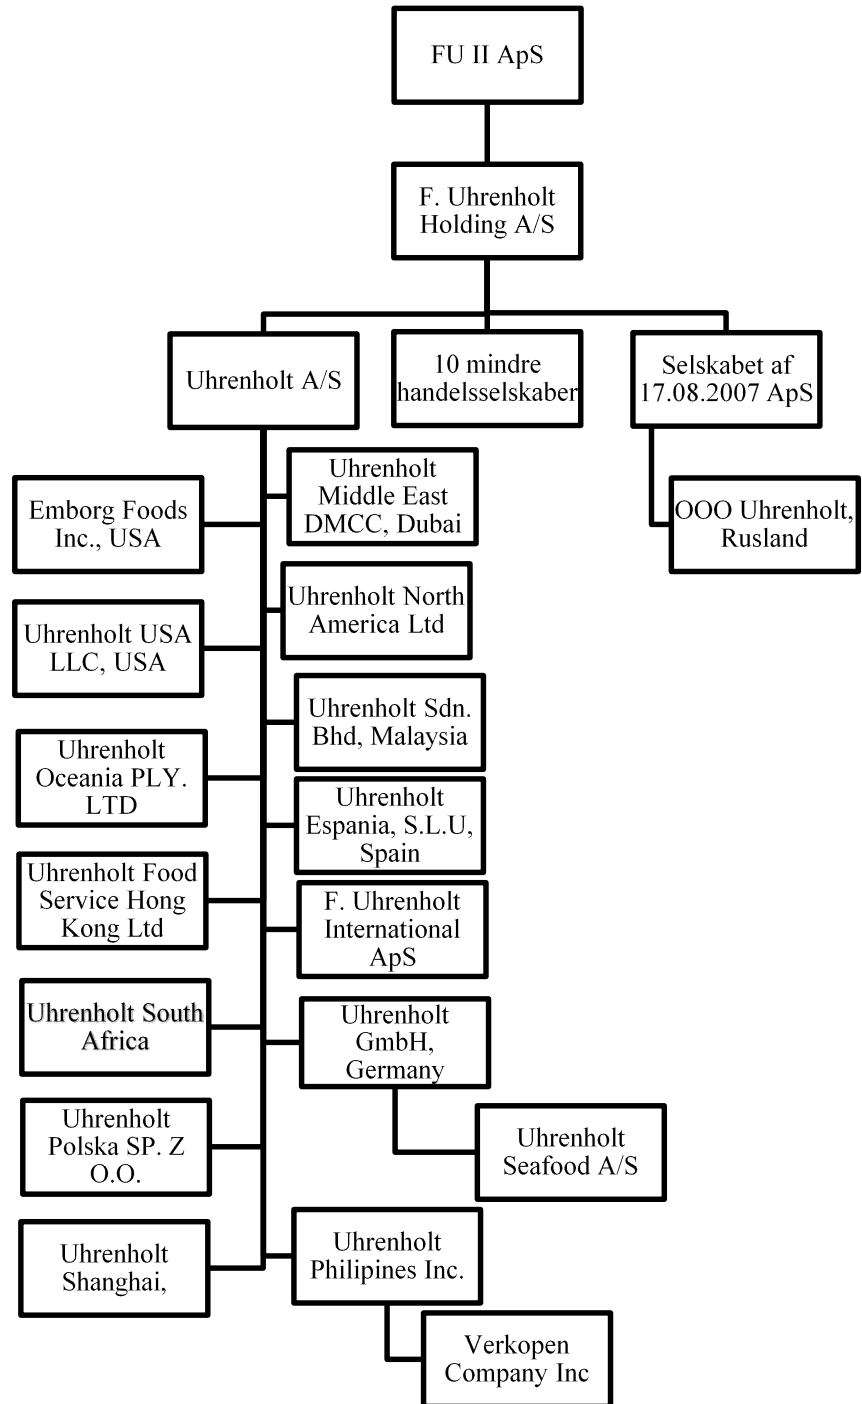 FU II ApS
F. Uhrenholt
Holding A/S
Uhrenholt A/S
10 mindre
handelsselskaber
Selskabet af
17.08.2007 ApS
Emborg Foods
Inc., USA
Uhrenholt
Middle East
DMCC, Dubai
OOO Uhrenholt,
Rusland
Uhrenholt USA
LLC, USA
Uhrenholt North
America Ltd
Uhrenholt
Oceania PLY.
LTD
Uhrenholt Sdn.
Bhd, Malaysia
Uhrenholt
Espania, S.L.U,
Spain
Uhrenholt Food
Service Hong
Kong Ltd
F. Uhrenholt
International
ApS
Uhrenholt South
Africa
Uhrenholt
GmbH,
Germany
Uhrenholt
Polska SP. Z
O.O.
Uhrenholt
Seafood A/S
Uhrenholt
Shanghai,
Uhrenholt
Philipines Inc.
Verkopen
Company Inc